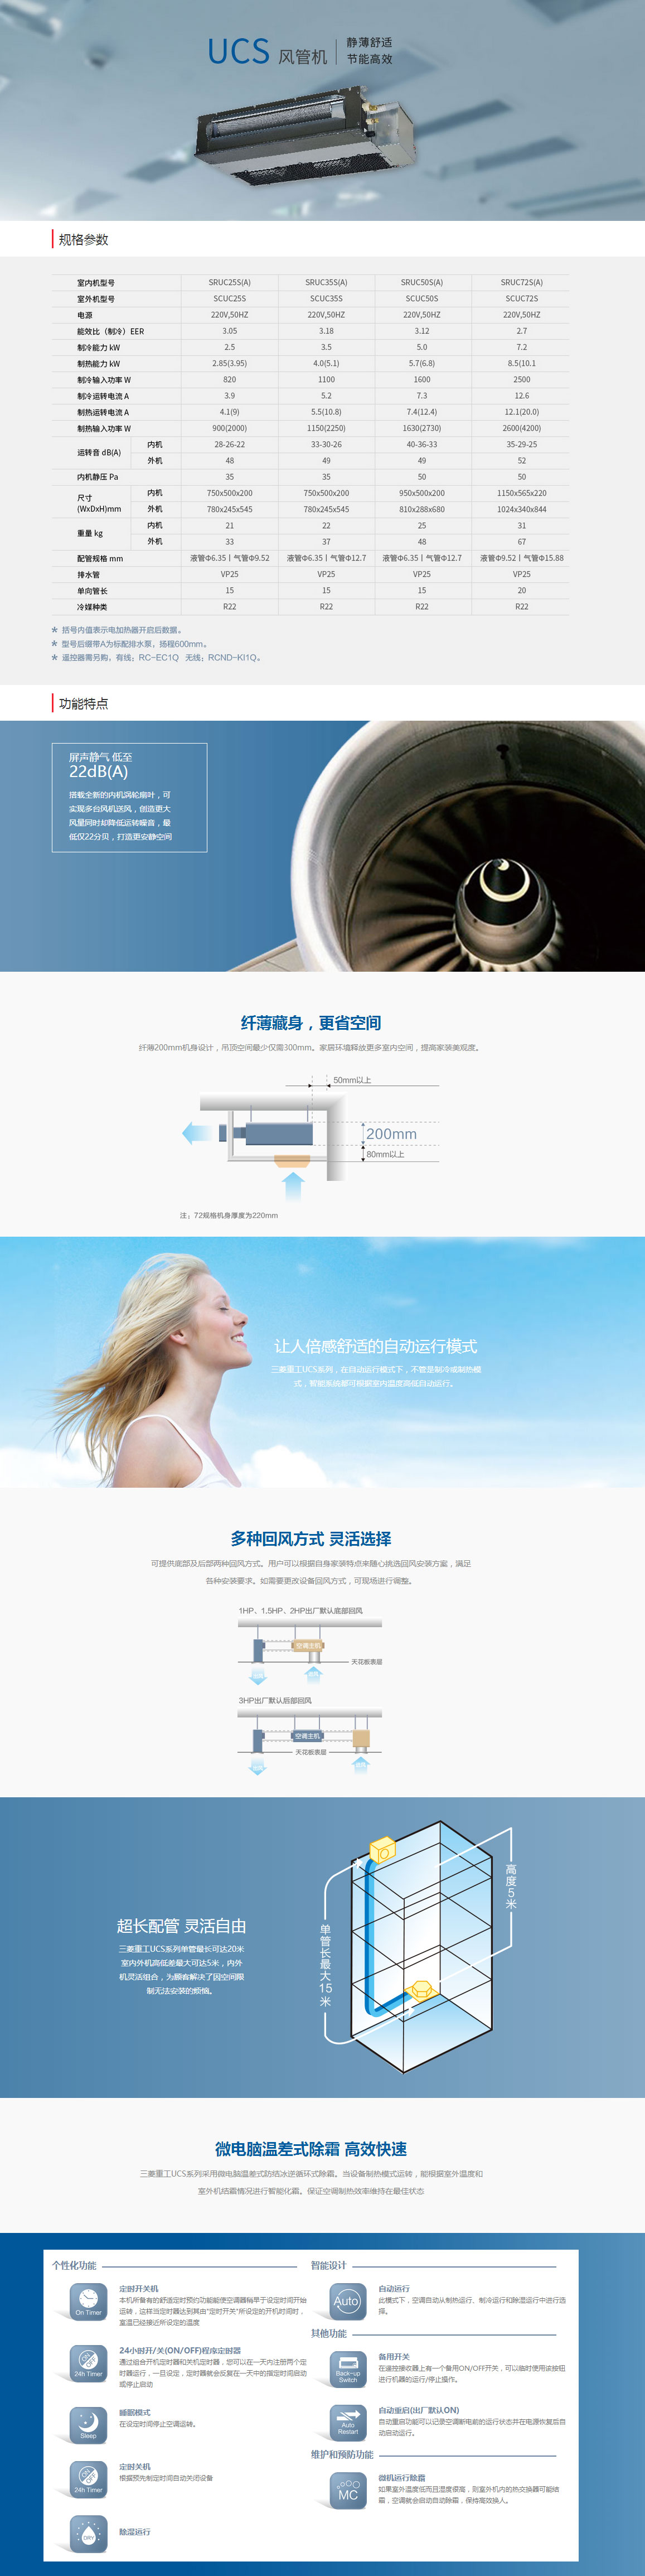 UCS 风管机
静薄舒适
节能高效
规格参数
室内机型号 SRUC25S(A) SRUC35S(A) SRUC50S(A) SRUC72S(A)
室外机型号 SCUC25S SCUC35S SCUC50S SCUC72S
电源 220V,50HZ 220V,50HZ 220V,50HZ 220V,50HZ
能效比（制冷）EER 3.05 3.18 3.12 2.7
制冷能力 kW 2.5 3.5 5.0 7.2
制热能力 kW 2.85(3.95) 4.0(5.1) 5.7(6.8) 8.5(10.1
制冷输入功率 W 820 1100 1600 2500
制冷运转电流 A 3.9 5.2 7.3 12.6
制热运转电流 A 4.1(9) 5.5(10.8) 7.4(12.4) 12.1(20.0)
制热输入功率 W 900(2000) 1150(2250) 1630(2730) 2600(4200)
运转音 dB(A) 内机 28-26-22 33-30-26 40-36-33 35-29-25
外机 48 49 49 52
内机静压 Pa 35 35 50 50
尺寸 (WxDxH)mm 内机 750x500x200 750x500x200 950x500x200 1150x565x220
外机 780x245x545 780x245x545 810x288x680 1024x340x844
重量 kg 内机 21 22 25 31
外机 33 37 48 67
配管规格 mm 液管Φ6.35丨气管Φ9.52 液管Φ6.35丨气管Φ12.7 液管Φ6.35丨气管Φ12.7 液管Φ9.52丨气管Φ15.88
排水管 VP25 VP25 VP25 VP25
单向管长 15 15 15 20
冷媒种类 R22 R22 R22 R22
* 括号内值表示电加热器开启后数据。
* 型号后缀带A为标配排水泵，扬程600mm。
* 遥控器需另购，有线：RC-EC1Q 无线：RCND-KI1Q。
功能特点
屏声静气 低至
22dB(A)
搭载全新的内机涡轮扇叶，可
实现多台风机送风，创造更大
风量同时却降低运转噪音，最
低仅22分贝，打造更安静空间
纤薄藏身，更省空间
纤薄200mm机身设计，吊顶空间最少仅需300mm。家居环境释放更多室内空间，提高家装美观度。
50mm以上
200mm
80mm以上
注：72规格机身厚度为220mm
让人倍感舒适的自动运行模式
三菱重工UCS系列，在自动运行模式下，不管是制冷或制热模
式，智能系统都可根据室内温度高低自动运行。
多种回风方式 灵活选择
可提供底部及后部两种回风方式。用户可以根据自身家装特点来随心挑选回风安装方案，满足
各种安装要求。如需要更改设备回风方式，可现场进行调整。
1HP、1.5HP、2HP出厂默认底部回风
空调主机
天花板表层
3HP出厂默认后部回风
空调主机
天花板表层
超长配管 灵活自由
三菱重工UCS系列单管最长可达20米
室内外机高低差最大可达5米，内外
机灵活组合，为顾客解决了因空间限
制无法安装的烦恼。
高度5米
单管长最大15米
微电脑温差式除霜 高效快速
三菱重工UCS系列采用微电脑温差式防结冰逆循环式除霜。当设备制热模式运转，能根据室外温度和
室外机结霜情况进行智能化霜。保证空调制热效率维持在最佳状态
个性化功能
On Timer
定时开关机
本机所备有的舒适定时预约功能能使空调器稍早于设定时间开始
运转，这样当定时器达到其由“定时开关”所设定的开机时间时，
室温已经接近所设定的温度
ON OFF
24h Timer
24小时开/关(ON/OFF)程序定时器
通过组合开机定时器和关机定时器，您可以在一天内注册两个定
时器运行，一旦设定，定时器就会反复在一天中的指定时间启动
或停止启动
Sleep
睡眠模式
在设定时间停止空调运转。
ON OFF
24h Timer
定时关机
根据预先制定时间自动关闭设备
DRY
除湿运行
智能设计
Auto
自动运行
此模式下，空调自动从制热运行、制冷运行和除湿运行中进行选
择。
其他功能
Back-up
Switch
备用开关
在遥控接收器上有一个备用ON/OFF开关，可以临时使用该按钮
进行机器的运行/停止操作。
Auto
Restart
自动重启(出厂默认ON)
自动重启功能可以记录空调断电前的运行状态并在电源恢复后自
动启动运行。
维护和预防功能
MC
微机运行除霜
如果室外温度低而且湿度很高，则室外机内的热交换器可能结
霜，空调就会启动自动除霜，保持高效换入。